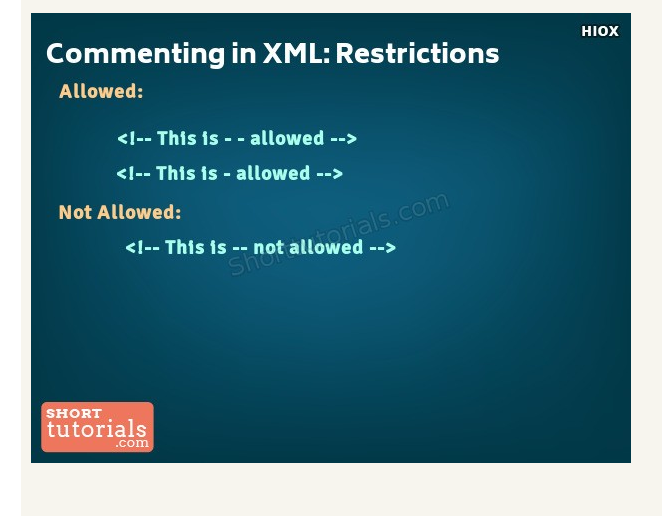 HIOX
Commenting in XML: Restrictions
Allowed:
<!-- This is - - allowed -->
<!-- This is - allowed -->
Not Allowed:
<!-- This is -- not allowed -->
Shorttutorials.com
SHORT
tutorials
.com